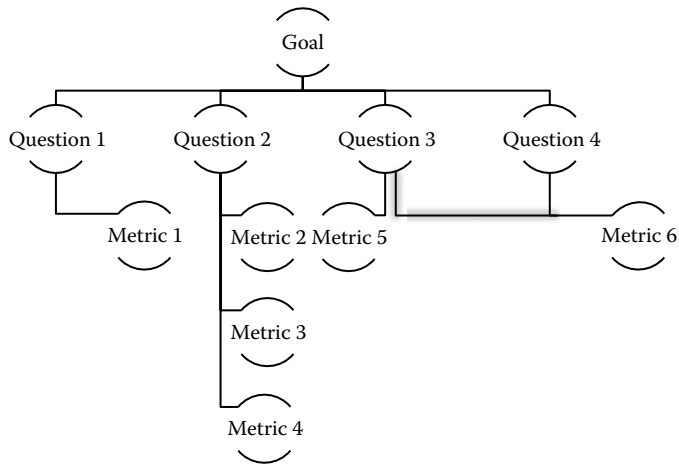 Goal
Question 1
Question 2
Question 3
Question 4
Metric 1
Metric 2
Metric 5
Metric 6
Metric 3
Metric 4